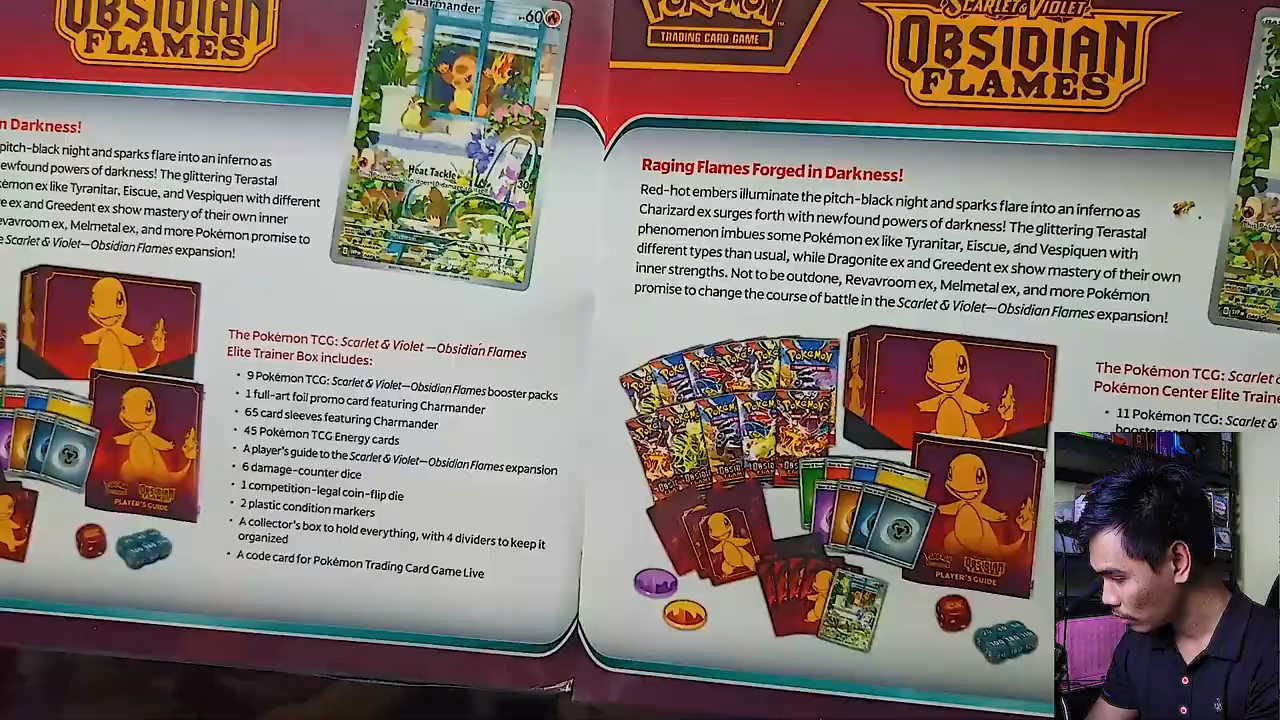 OBSIDIAN
FLAMES
Charmander
60
Heat Tackle
30
n Darkness!
pitch-black night and sparks flare into an inferno as
ewfound powers of darkness! The glittering Terastal
kémon ex like Tyranitar, Eiscue, and Vespiquen with different
e ex and Greedent ex show mastery of their own inner
evavroom ex, Melmetal ex, and more Pokémon promise to
e Scarlet & Violet—Obsidian Flames expansion!
The Pokémon TCG: Scarlet & Violet—Obsidian Flames
Elite Trainer Box includes:
• 9 Pokémon TCG: Scarlet & Violet—Obsidian Flames booster packs
• 1 full-art foil promo card featuring Charmander
• 65 card sleeves featuring Charmander
• 45 Pokémon TCG Energy cards
• A player's guide to the Scarlet & Violet—Obsidian Flames expansion
• 6 damage-counter dice
• 1 competition-legal coin-flip die
• 2 plastic condition markers
• A collector's box to hold everything, with 4 dividers to keep it
organized
• A code card for Pokémon Trading Card Game Live
OBSIDIAN
PLAYER'S GUIDE
POKÉMON
TRADING CARD GAME
SCARLET & VIOLET
OBSIDIAN
FLAMES
Raging Flames Forged in Darkness!
Red-hot embers illuminate the pitch-black night and sparks flare into an inferno as
Charizard ex surges forth with newfound powers of darkness! The glittering Terastal
phenomenon imbues some Pokémon ex like Tyranitar, Eiscue, and Vespiquen with
different types than usual, while Dragonite ex and Greedent ex show mastery of their own
inner strengths. Not to be outdone, Revavroom ex, Melmetal ex, and more Pokémon
promise to change the course of battle in the Scarlet & Violet—Obsidian Flames expansion!
The Pokémon TCG: Scarlet &
Pokémon Center Elite Traine
• 11 Pokémon TCG: Scarlet &
OBSIDIAN
PLAYER'S GUIDE